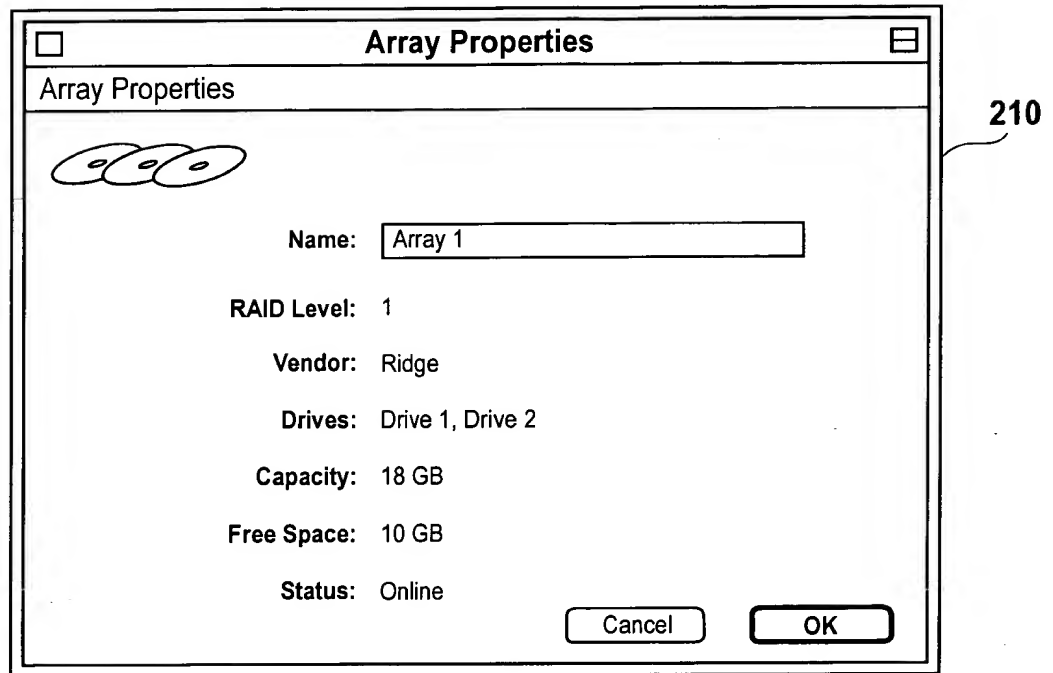 Array Properties
Array Properties
210
Name: Array 1
RAID Level: 1
Vendor: Ridge
Drives: Drive 1, Drive 2
Capacity: 18 GB
Free Space: 10 GB
Status: Online
Cancel OK